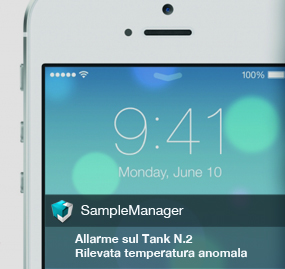 100%
9:41
Monday, June 10
SampleManager
Allarme sul Tank N.2
Rilevata temperatura anomala